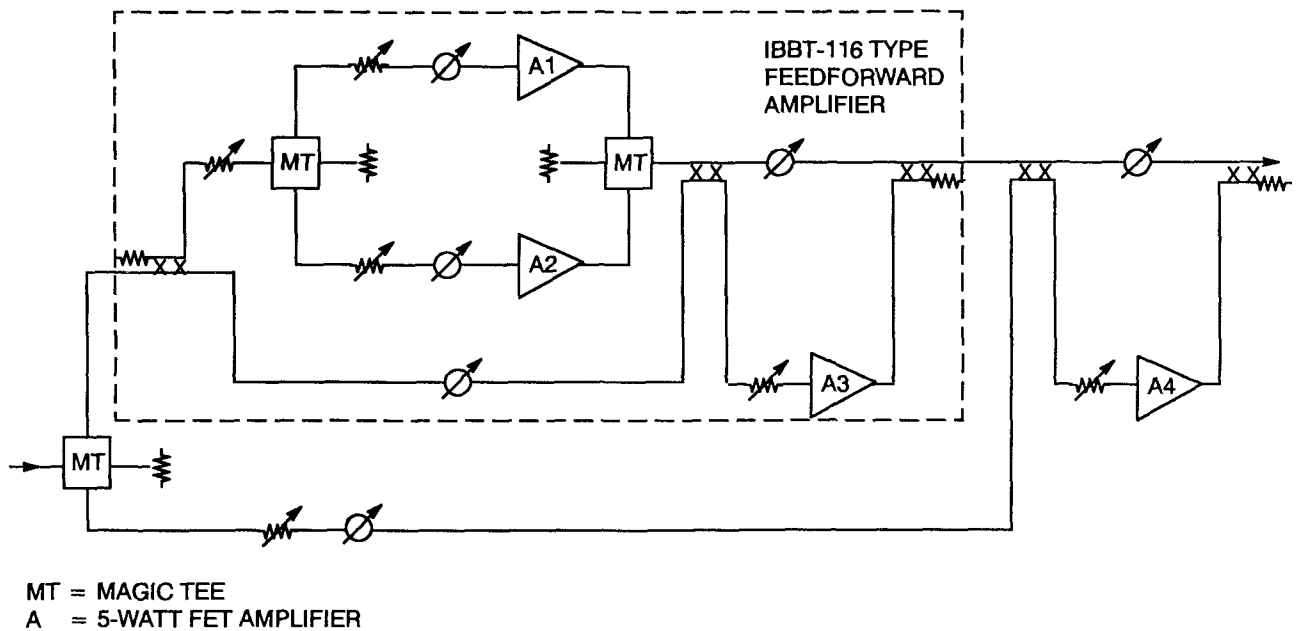 IBBT-116 TYPE
FEEDFORWARD
AMPLIFIER
A1
MT
MT
A2
A3
A4
MT
MT = MAGIC TEE
A = 5-WATT FET AMPLIFIER